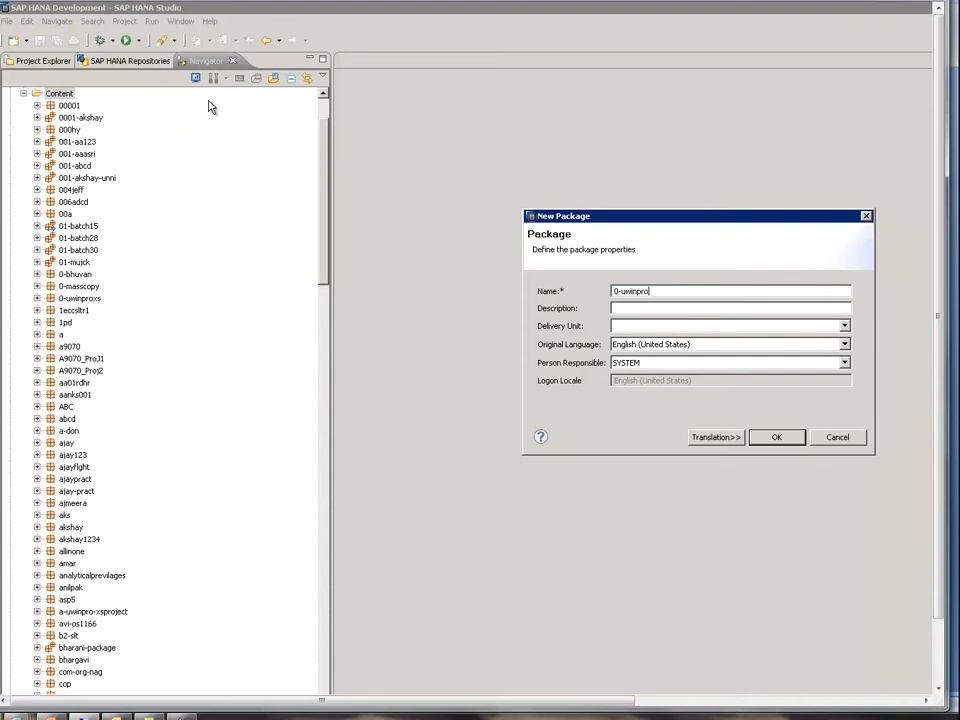 SAP HANA Development - SAP HANA Studio
File Edit Navigate Search Project Run Window Help
Project Explorer SAP HANA Repositories Navigator
Content
00001
0001-akshay
000hy
001-aa123
001-aaasri
001-abcd
001-akshay-unni
004jeff
006adcd
00a
01-batch15
01-batch28
01-batch30
01-mujck
0-bhuvan
0-masscopy
0-uwinproxs
1eccsltr1
1pd
a
a9070
A9070_ProJ1
A9070_Proj2
aa01rdhr
aanks001
ABC
abcd
a-don
ajay
ajay123
ajayflght
ajaypract
ajay-pract
ajmeera
aks
akshay
akshay1234
allinone
amar
analyticalprevilages
anilpak
asp5
a-uwinpro-xsproject
avi-os1166
b2-slt
bharani-package
bhargavi
com-org-nag
cop
New Package
Package
Define the package properties
Name:* 0-uwinpro
Description:
Delivery Unit:
Original Language: English (United States)
Person Responsible: SYSTEM
Logon Locale English (United States)
? Translation>> OK Cancel